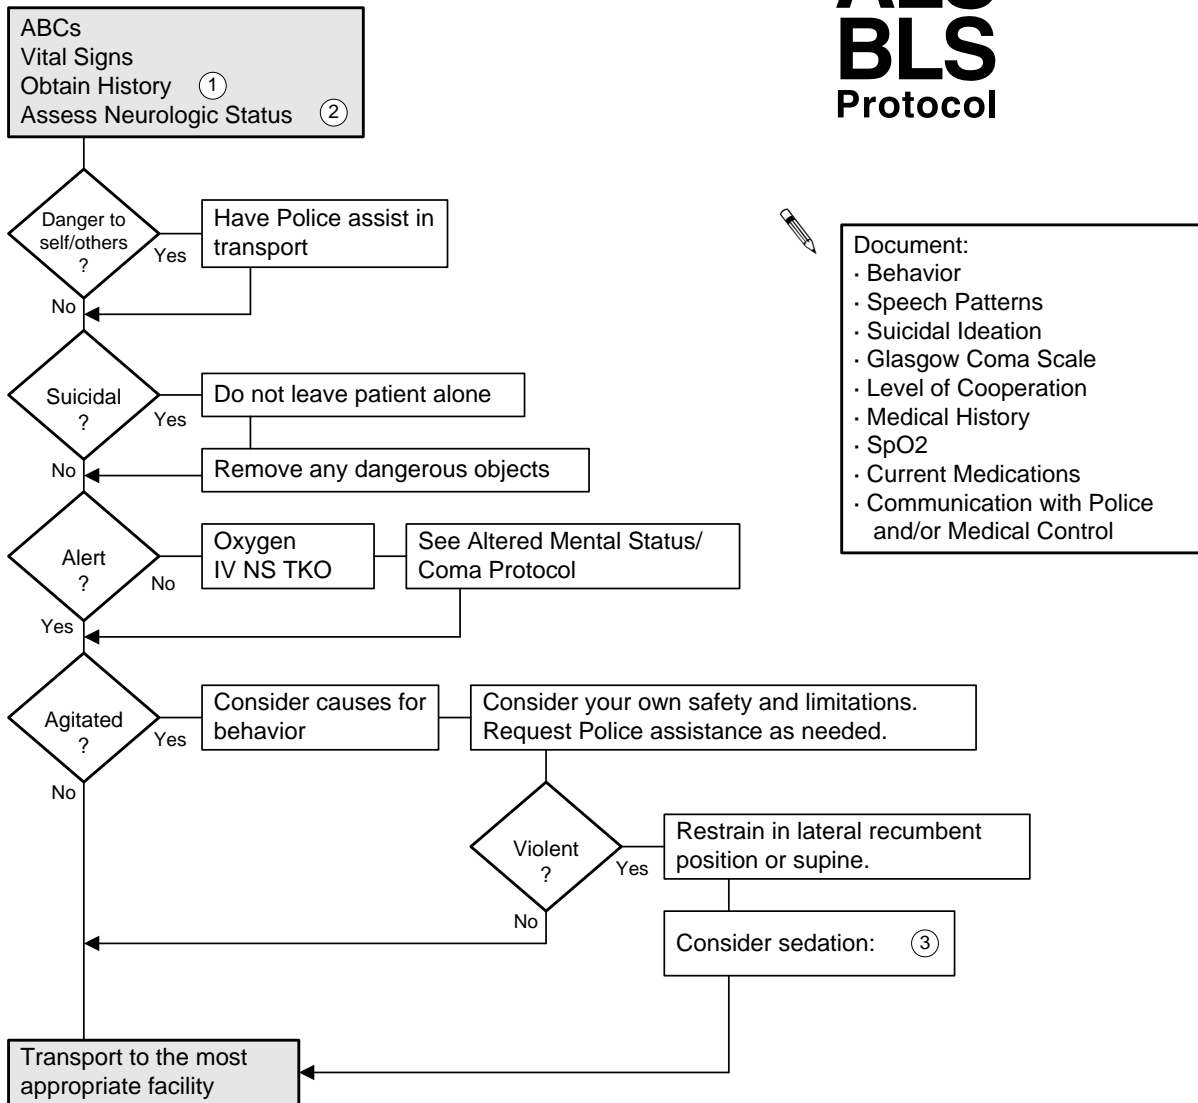 ABCs
Vital Signs
Obtain History 1
Assess Neurologic Status 2
BLS
Protocol
Danger to
self/others
?
Yes
No
Have Police assist in
transport
Document:
· Behavior
· Speech Patterns
· Suicidal Ideation
· Glasgow Coma Scale
· Level of Cooperation
· Medical History
· SpO2
· Current Medications
· Communication with Police
and/or Medical Control
Suicidal
?
Yes
No
Do not leave patient alone
Remove any dangerous objects
Alert
?
No
Yes
Oxygen
IV NS TKO
See Altered Mental Status/
Coma Protocol
Agitated
?
Yes
No
Consider causes for
behavior
Consider your own safety and limitations.
Request Police assistance as needed.
Violent
?
Yes
No
Restrain in lateral recumbent
position or supine.
Consider sedation: 3
Transport to the most
appropriate facility